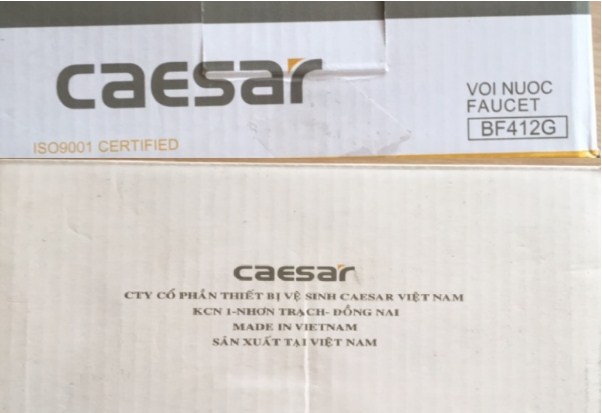 caesar
VOI NUOC
FAUCET
BF412G
ISO9001 CERTIFIED
caesar
CTY CỔ PHẦN THIẾT BỊ VỆ SINH CAESAR VIỆT NAM
KCN 1-NHƠN TRẠCH- ĐỒNG NAI
MADE IN VIETNAM
SẢN XUẤT TẠI VIỆT NAM